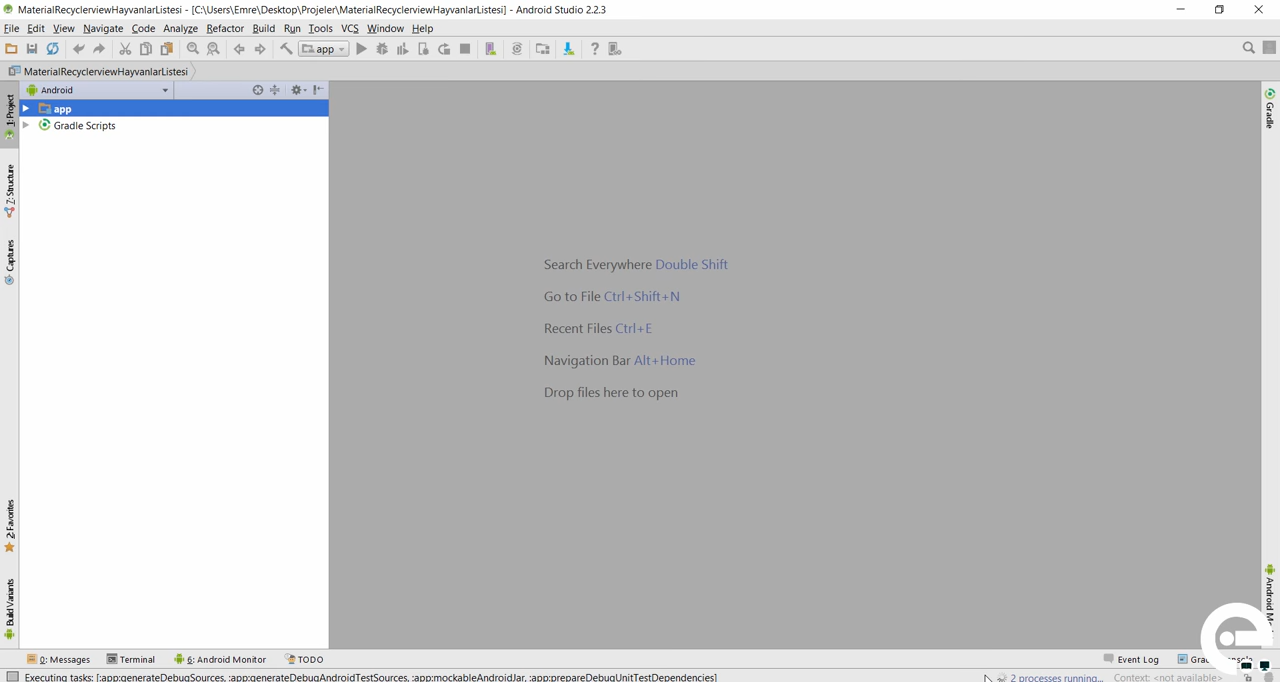 MaterialRecyclerviewHayvanlarListesi - [C:\Users\Emre\Desktop\Projeler\MaterialRecyclerviewHayvanlarListesi] - Android Studio 2.2.3
File Edit View Navigate Code Analyze Refactor Build Run Tools VCS Window Help
app
MaterialRecyclerviewHayvanlarListesi
Android
app
Gradle Scripts
1: Project
7: Structure
Captures
2: Favorites
Build Variants
Gradle
Search Everywhere Double Shift
Go to File Ctrl+Shift+N
Recent Files Ctrl+E
Navigation Bar Alt+Home
Drop files here to open
Android
0: Messages Terminal 6: Android Monitor TODO Event Log
Executing tasks: [:app:generateDebugSources, :app:generateDebugAndroidTestSources, :app:mockableAndroidJar, :app:prepareDebugUnitTestDependencies] 2 processes running... Context: <not available>